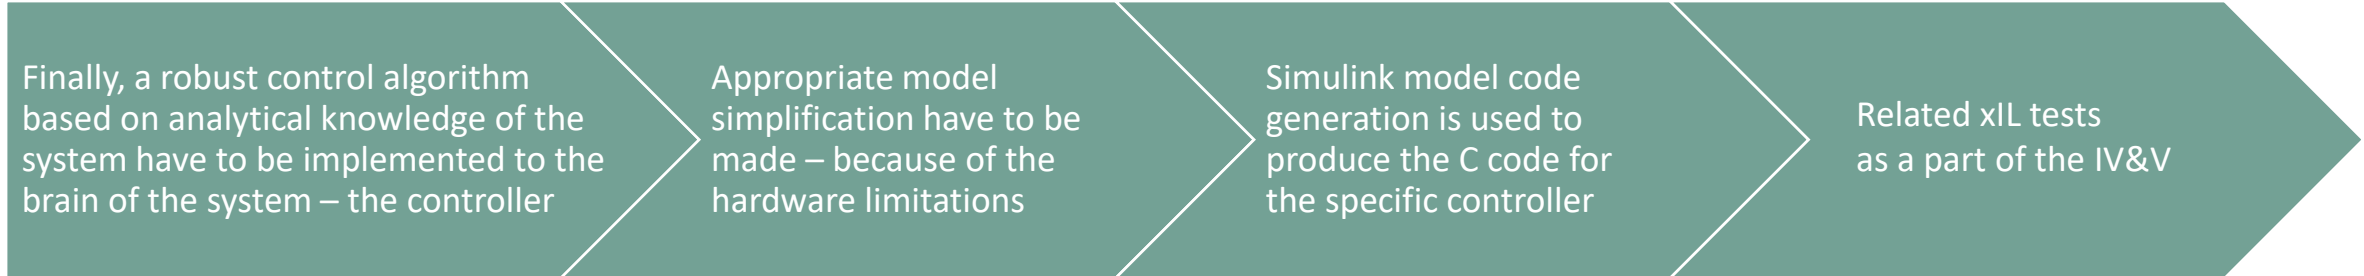 Finally, a robust control algorithm
based on analytical knowledge of the
system have to be implemented to the
brain of the system – the controller
Appropriate model
simplification have to be
made – because of the
hardware limitations
Simulink model code
generation is used to
produce the C code for
the specific controller
Related xIL tests
as a part of the IV&V